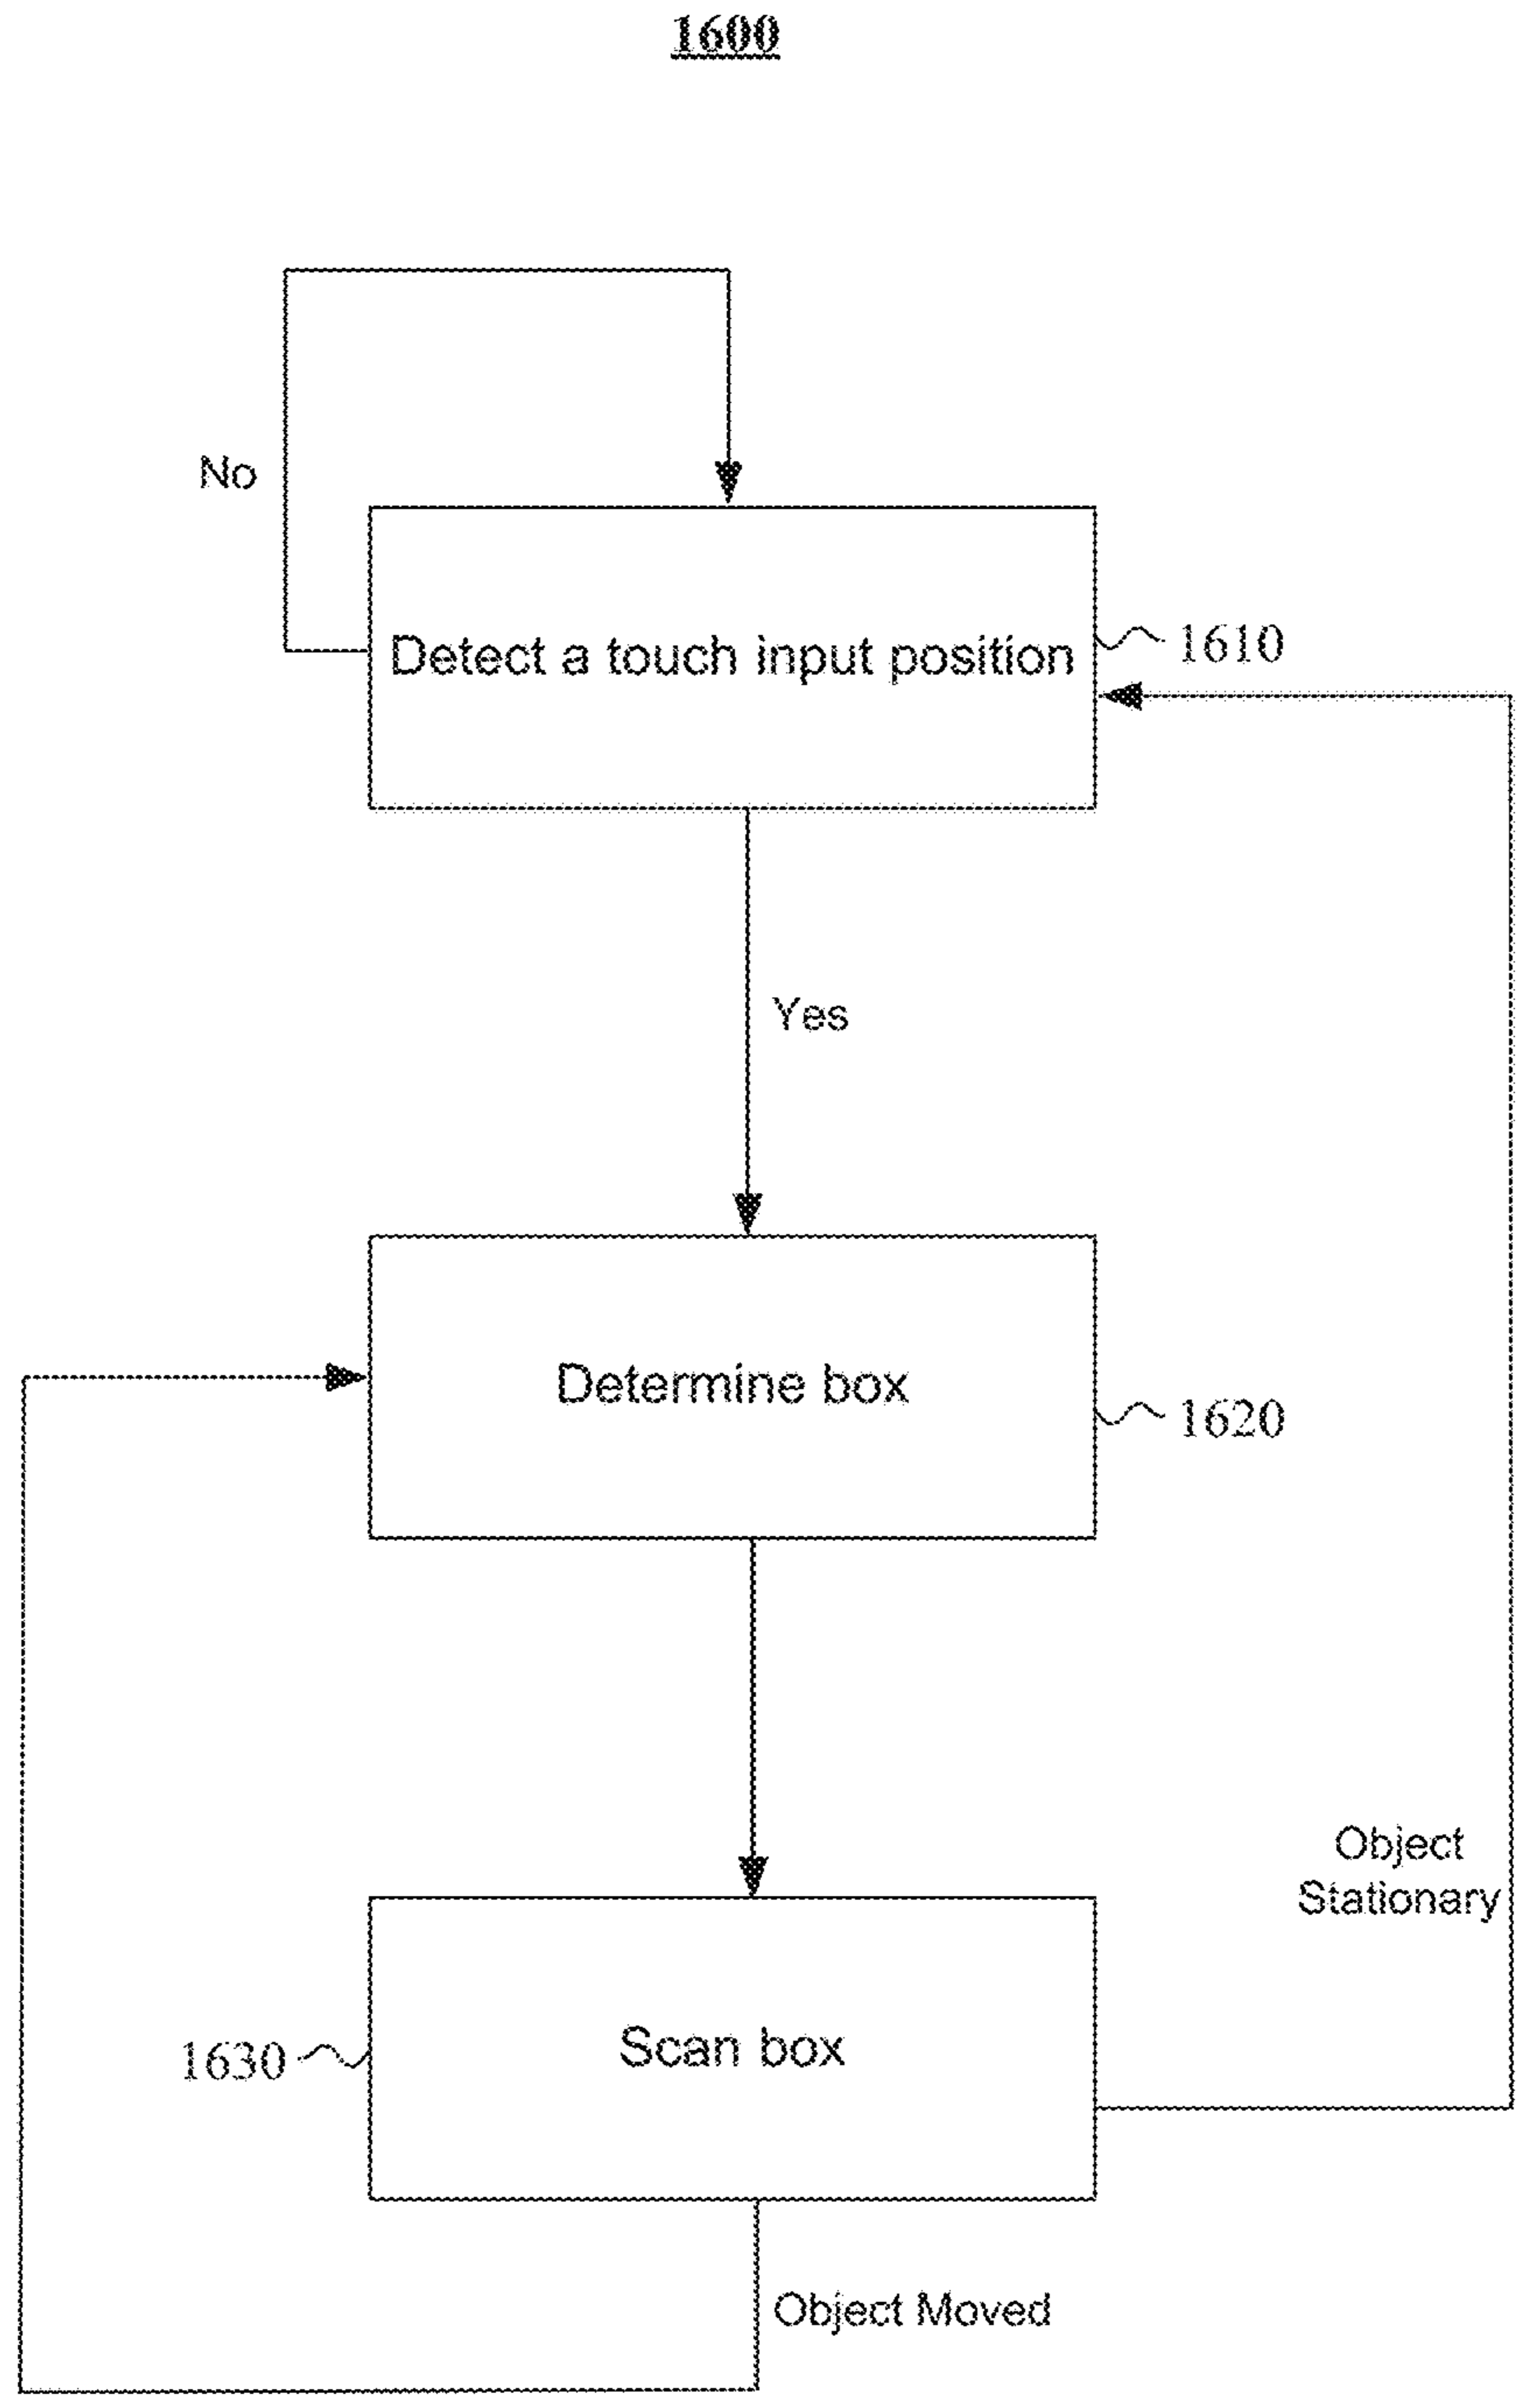 1600
No
Detect a touch input position
1610
Yes
Determine box
1620
Object
Stationary
Scan box
1630
Object Moved